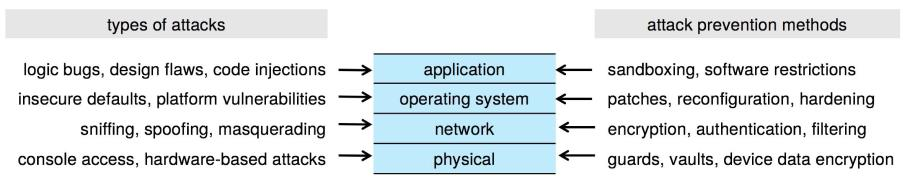 types of attacks
attack prevention methods
logic bugs, design flaws, code injections
application
sandboxing, software restrictions
insecure defaults, platform vulnerabilities
operating system
patches, reconfiguration, hardening
sniffing, spoofing, masquerading
network
encryption, authentication, filtering
console access, hardware-based attacks
physical
guards, vaults, device data encryption